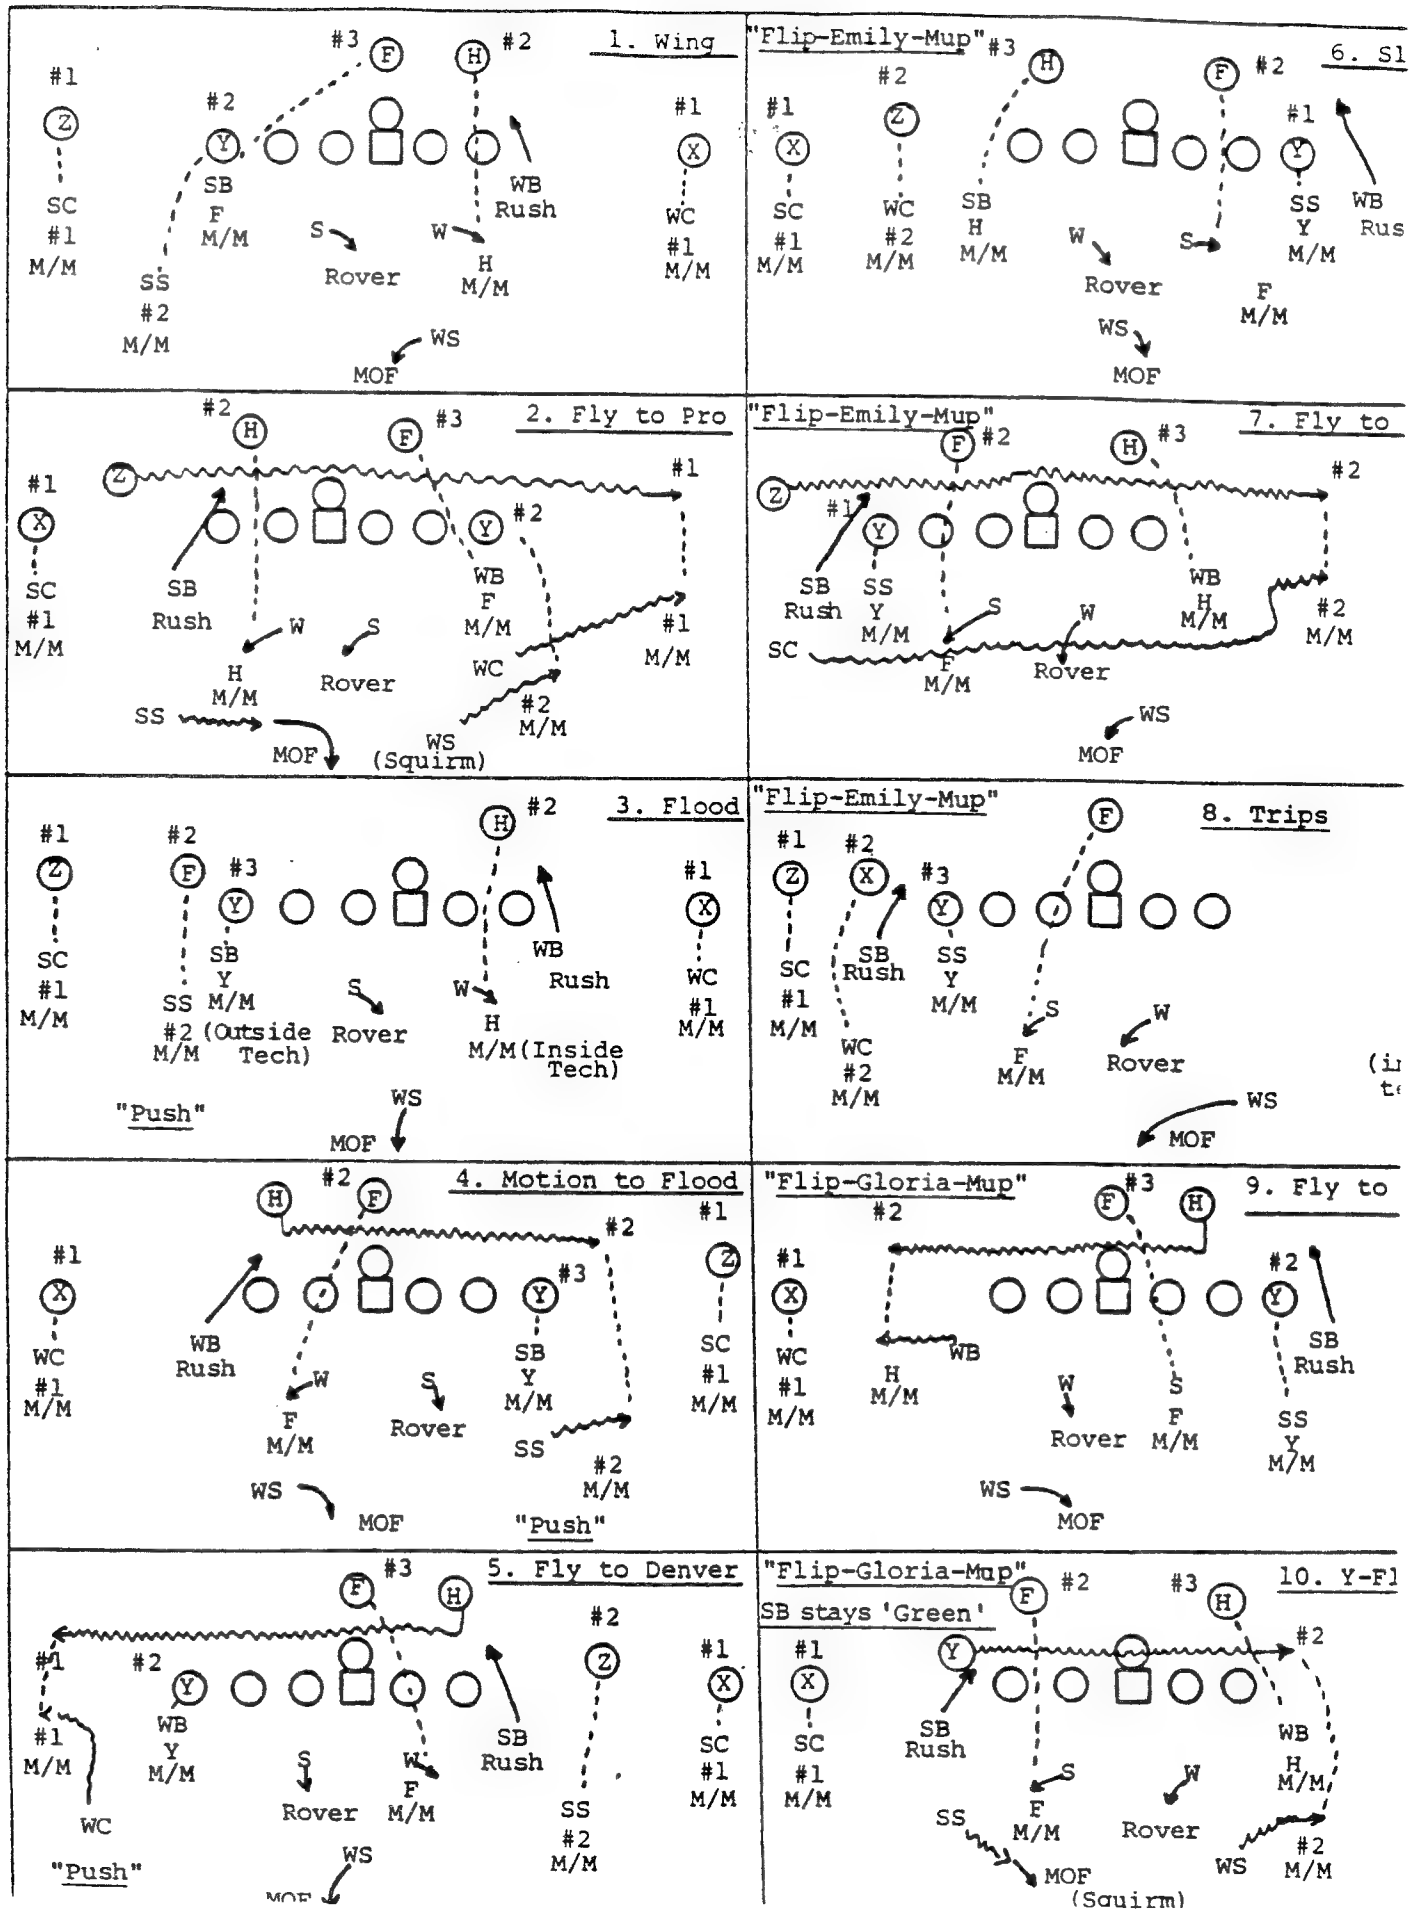 1. Wing
#3 F
H #2
#1
Z
#2
Y
#1
X
SB
F
M/M
SC
#1
M/M
SS
#2
M/M
S
Rover
W
H
M/M
WB
Rush
WC
#1
M/M
WS
MOF
"Flip-Emily-Mup"
6. Sl
#3 H
F #2
#1
X
#2
Z
#1
Y
SC
#1
M/M
WC
#2
M/M
SB
H
M/M
W
Rover
S
F
M/M
SS
Y
M/M
WB
Rus
WS
MOF
2. Fly to Pro
#2 H
F #3
Z
#1
#1
X
Y #2
SC
#1
M/M
SB
Rush
W
H
M/M
S
Rover
WB
F
M/M
WC
#1
M/M
SS
MOF
WS
(Squirm)
#2
M/M
"Flip-Emily-Mup"
7. Fly to
F #2
H #3
#2
Z
#1
Y
SB
Rush
SS
Y
M/M
S
W
WB
H
M/M
#2
M/M
SC
F
M/M
Rover
WS
MOF
3. Flood
H #2
#1
Z
#2
F
#3
Y
#1
X
SC
#1
M/M
SS
#2
M/M
SB
Y
M/M
(Outside
Tech)
S
Rover
W
H
M/M(Inside
Tech)
WB
Rush
WC
#1
M/M
WS
MOF
"Push"
"Flip-Emily-Mup"
8. Trips
F
#1
Z
#2
X
#3
Y
SC
#1
M/M
WC
#2
M/M
SB
Rush
SS
Y
M/M
S
F
M/M
W
Rover
WS
MOF
4. Motion to Flood
H
#2 F
#2
#1
Z
#1
X
Y #3
WC
#1
M/M
WB
Rush
W
F
M/M
S
Rover
SB
Y
M/M
SS
#2
M/M
SC
#1
M/M
WS
MOF
"Push"
"Flip-Gloria-Mup"
9. Fly to
#2
F #3
H
#1
X
#2
Y
WC
#1
M/M
WB
H
M/M
W
Rover
S
F
M/M
SS
Y
M/M
SB
Rush
WS
MOF
5. Fly to Denver
F #3
H
#1
#2
Y
#2
Z
#1
X
#1
M/M
WC
WB
Y
M/M
S
Rover
W
F
M/M
SB
Rush
SS
#2
M/M
SC
#1
M/M
WS
MOF
"Push"
"Flip-Gloria-Mup"
SB stays 'Green'
10. Y-Fl
F #2
#3 H
#2
Y
#1
X
SC
#1
M/M
SB
Rush
S
F
M/M
W
Rover
WB
H
M/M
SS
MOF
(Squirm)
WS
#2
M/M